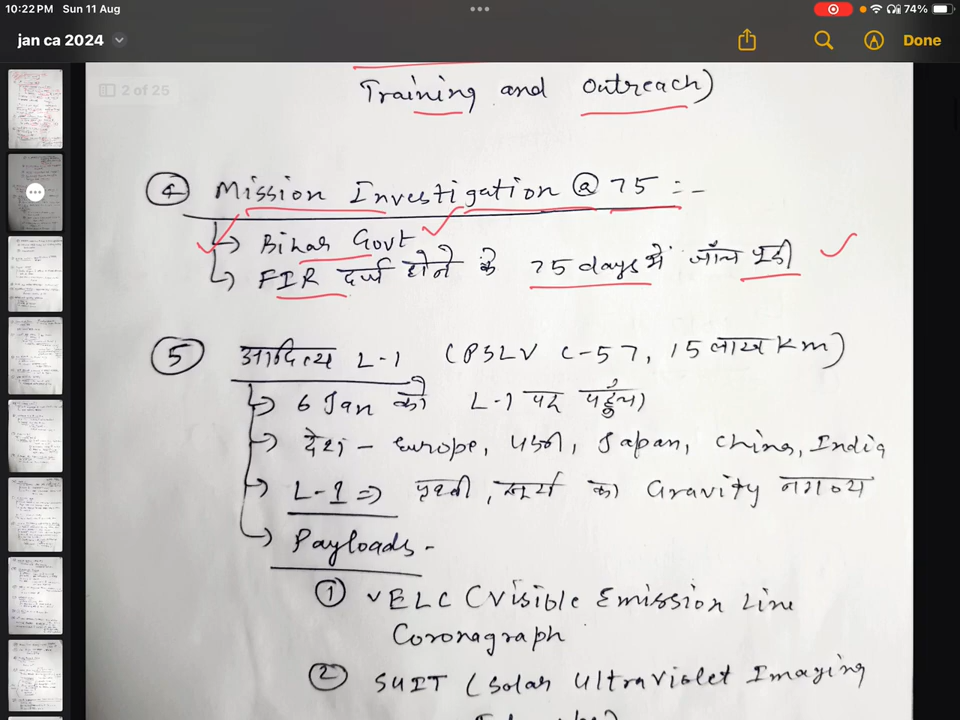 10:22 PM Sun 11 Aug
74%
jan ca 2024
Done
2 of 25
Training and Outreach)
④ Mission Investigation @ 75 :-
↳ Bihar Govt
↳ FIR दर्ज होने के 75 days में जाँच पूरी
⑤ आदित्य L-1 (PSLV C-57, 15 लाख Km)
↳ 6 Jan को L-1 पर पहुँचा
↳ देश - Europe, USA, Japan, China, India
↳ L-1 ⇒ पृथ्वी, सूर्य का Gravity नगण्य
↳ Payloads -
① VELC (Visible Emission Line
Coronagraph
② SUIT (Solar Ultraviolet Imaging